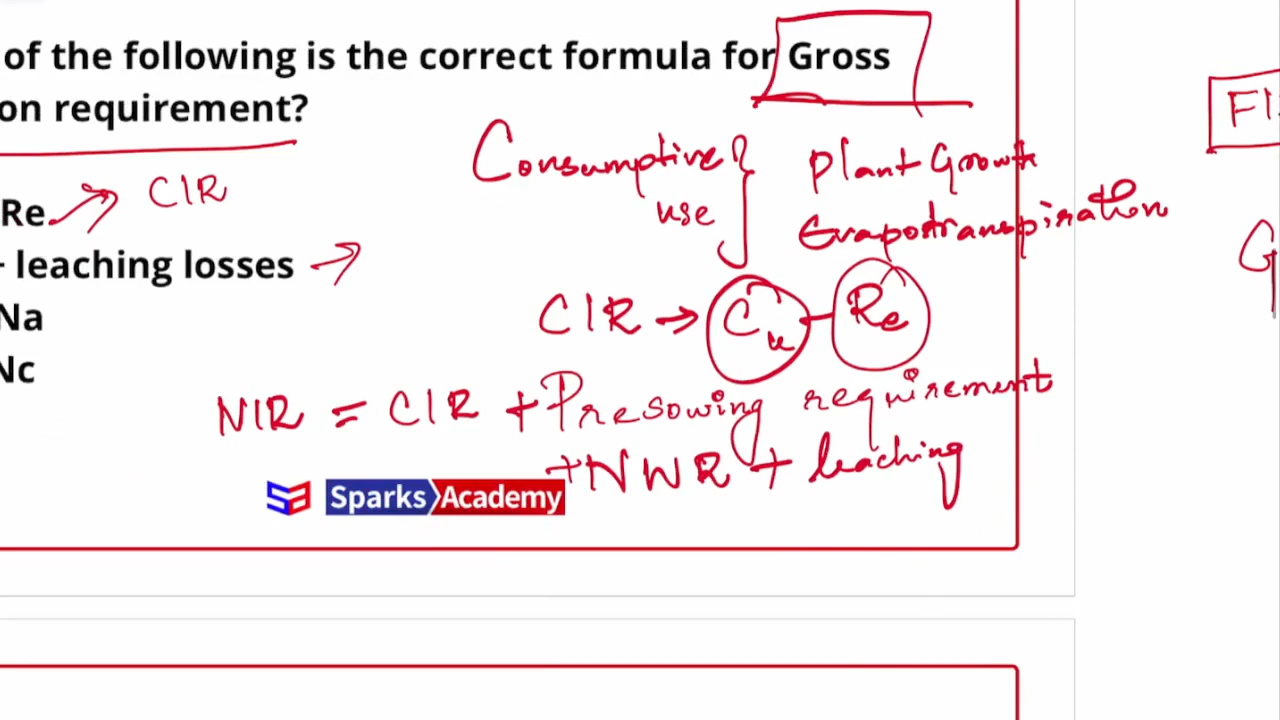 of the following is the correct formula for Gross
on requirement?
Re → CIR
- leaching losses →
Na
Nc
Consumptive use } Plant Growth
Evapotranspiration
CIR → Cu - Re
NIR = CIR + Presowing requirement
+ NWR + leaching
Sparks Academy
FI
G